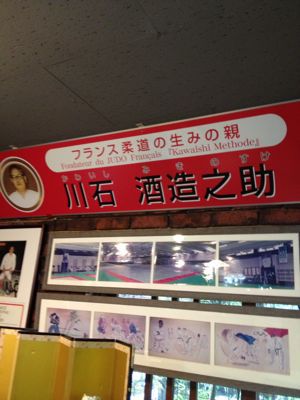 フランス柔道の生みの親
Fondateur du JUDO Français 『Kawaishi Methode』
かわいし みきのすけ
川石 酒造之助